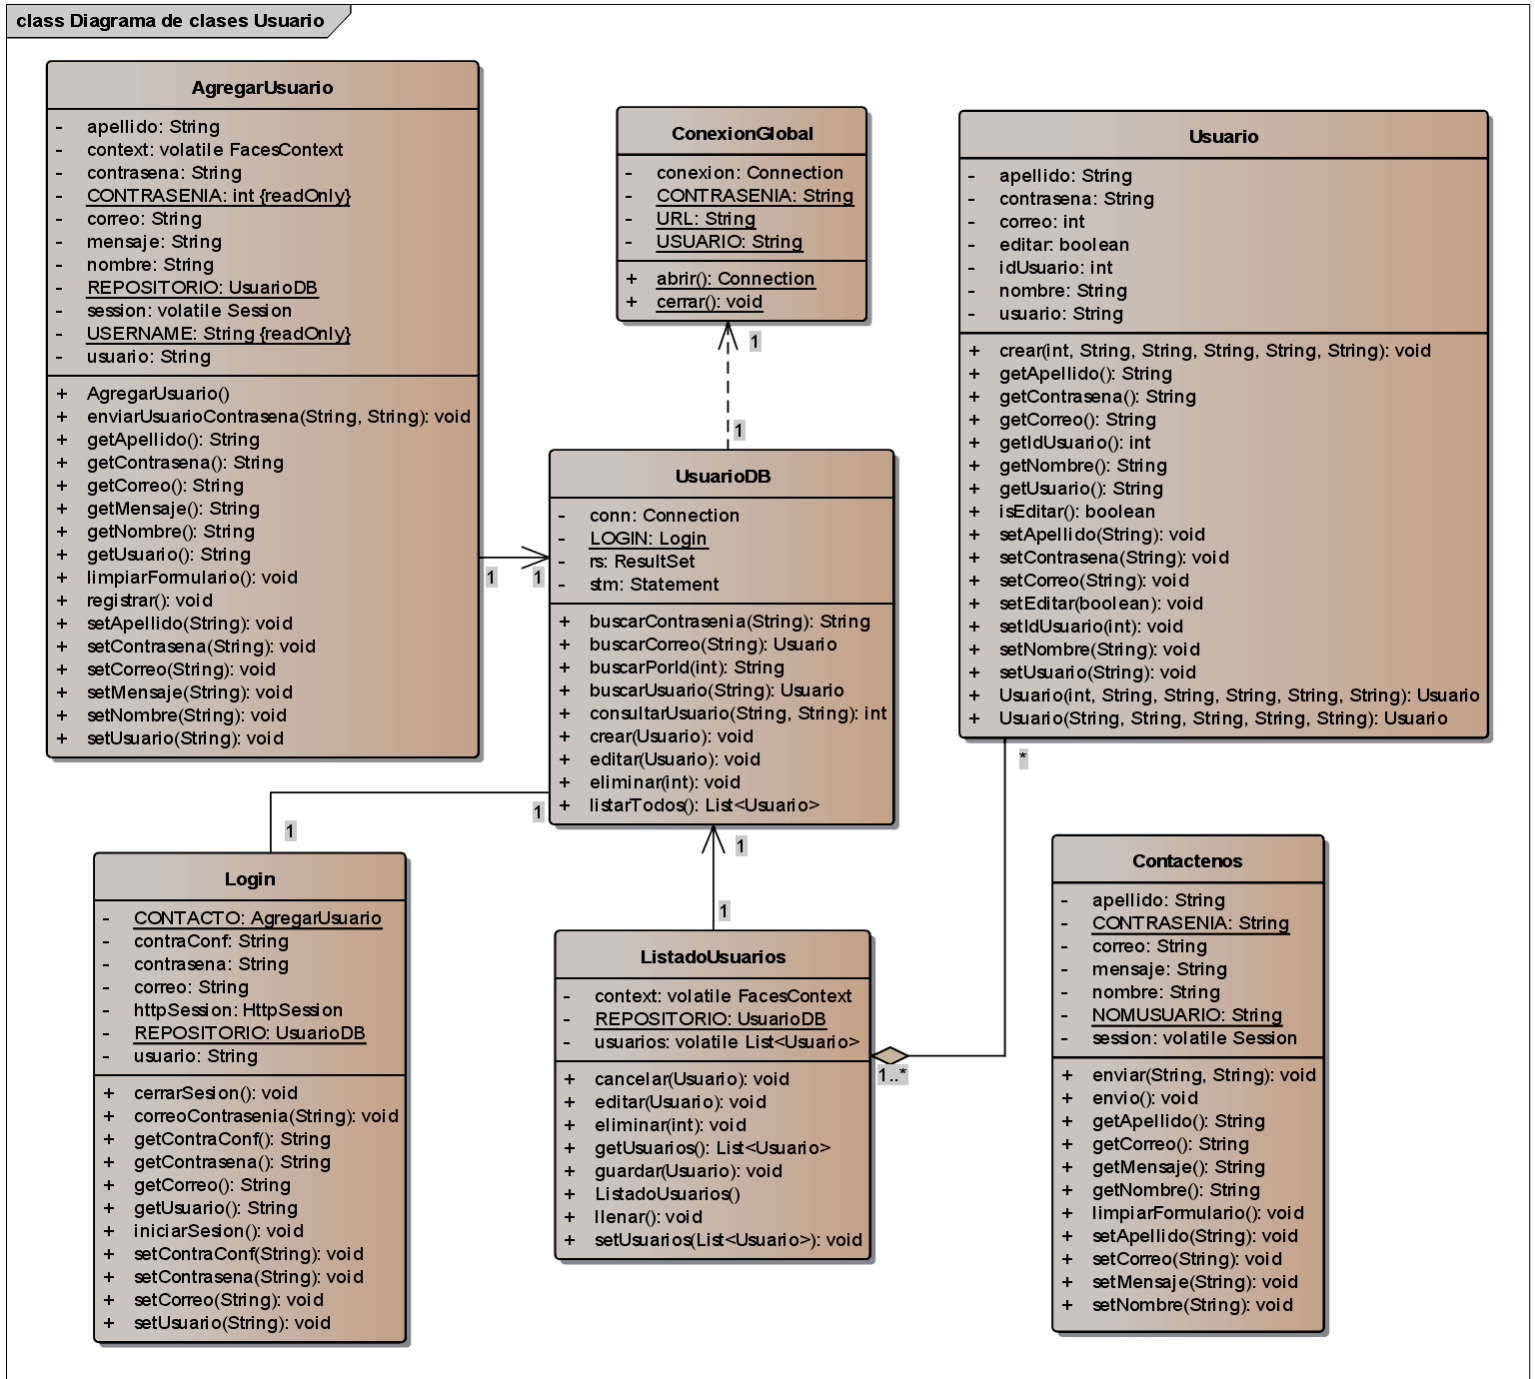 class Diagrama de clases Usuario
AgregarUsuario
- apellido: String
- context: volatile FacesContext
- contrasena: String
- CONTRASENIA: int {readOnly}
- correo: String
- mensaje: String
- nombre: String
- REPOSITORIO: UsuarioDB
- session: volatile Session
- USERNAME: String {readOnly}
- usuario: String
+ AgregarUsuario()
+ enviarUsuarioContrasena(String, String): void
+ getApellido(): String
+ getContrasena(): String
+ getCorreo(): String
+ getMensaje(): String
+ getNombre(): String
+ getUsuario(): String
+ limpiarFormulario(): void
+ registrar(): void
+ setApellido(String): void
+ setContrasena(String): void
+ setCorreo(String): void
+ setMensaje(String): void
+ setNombre(String): void
+ setUsuario(String): void
ConexionGlobal
- conexion: Connection
- CONTRASENIA: String
- URL: String
- USUARIO: String
+ abrir(): Connection
+ cerrar(): void
1
1
Usuario
- apellido: String
- contrasena: String
- correo: int
- editar: boolean
- idUsuario: int
- nombre: String
- usuario: String
+ crear(int, String, String, String, String, String): void
+ getApellido(): String
+ getContrasena(): String
+ getCorreo(): String
+ getIdUsuario(): int
+ getNombre(): String
+ getUsuario(): String
+ isEditar(): boolean
+ setApellido(String): void
+ setContrasena(String): void
+ setCorreo(String): void
+ setEditar(boolean): void
+ setIdUsuario(int): void
+ setNombre(String): void
+ setUsuario(String): void
+ Usuario(int, String, String, String, String, String): Usuario
+ Usuario(String, String, String, String, String): Usuario
*
UsuarioDB
- conn: Connection
- LOGIN: Login
- rs: ResultSet
- stm: Statement
+ buscarContrasenia(String): String
+ buscarCorreo(String): Usuario
+ buscarPorId(int): String
+ buscarUsuario(String): Usuario
+ consultarUsuario(String, String): int
+ crear(Usuario): void
+ editar(Usuario): void
+ eliminar(int): void
+ listarTodos(): List<Usuario>
1
1
1
1
1
1
Login
- CONTACTO: AgregarUsuario
- contraConf: String
- contrasena: String
- correo: String
- httpSession: HttpSession
- REPOSITORIO: UsuarioDB
- usuario: String
+ cerrarSesion(): void
+ correoContrasenia(String): void
+ getContraConf(): String
+ getContrasena(): String
+ getCorreo(): String
+ getUsuario(): String
+ iniciarSesion(): void
+ setContraConf(String): void
+ setContrasena(String): void
+ setCorreo(String): void
+ setUsuario(String): void
ListadoUsuarios
- context: volatile FacesContext
- REPOSITORIO: UsuarioDB
- usuarios: volatile List<Usuario>
+ cancelar(Usuario): void
+ editar(Usuario): void
+ eliminar(int): void
+ getUsuarios(): List<Usuario>
+ guardar(Usuario): void
+ ListadoUsuarios()
+ llenar(): void
+ setUsuarios(List<Usuario>): void
1..*
Contactenos
- apellido: String
- CONTRASENIA: String
- correo: String
- mensaje: String
- nombre: String
- NOMUSUARIO: String
- session: volatile Session
+ enviar(String, String): void
+ envio(): void
+ getApellido(): String
+ getCorreo(): String
+ getMensaje(): String
+ getNombre(): String
+ limpiarFormulario(): void
+ setApellido(String): void
+ setCorreo(String): void
+ setMensaje(String): void
+ setNombre(String): void